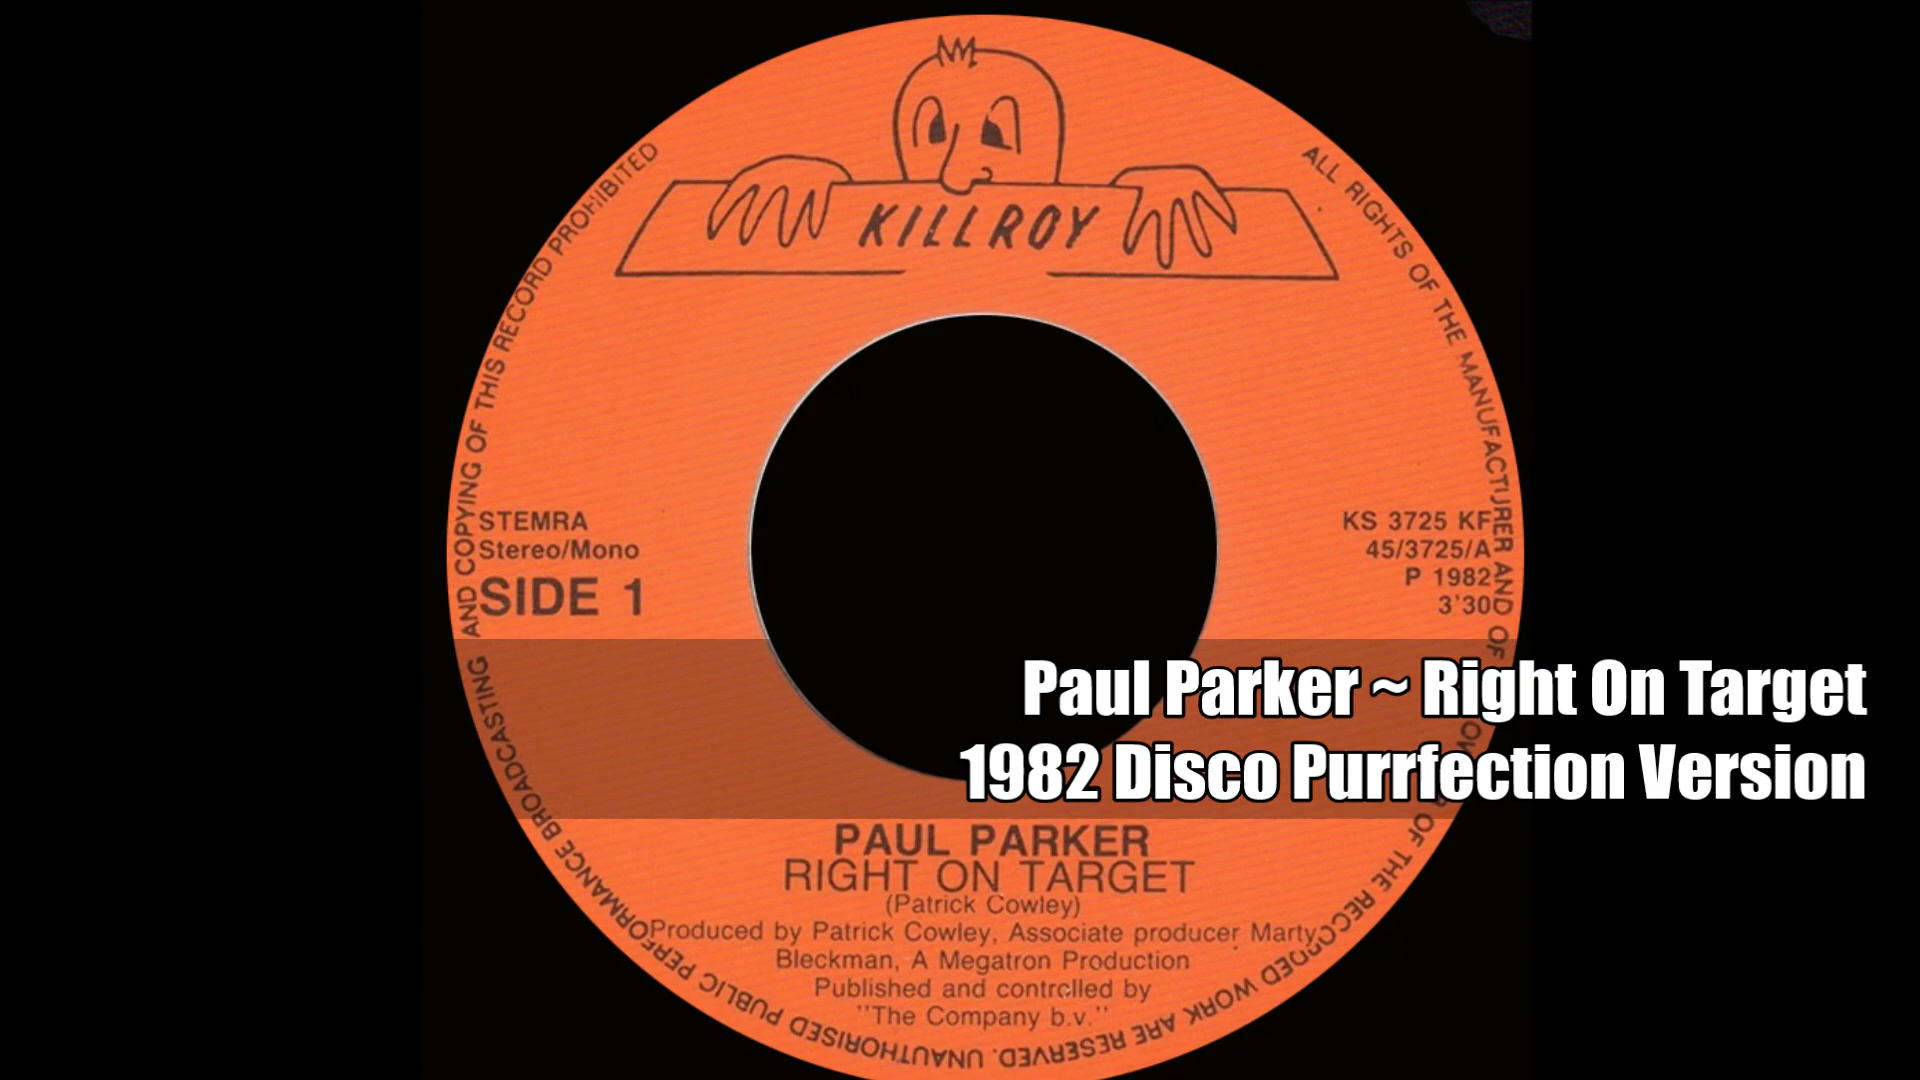 KILLROY
ALL RIGHTS OF THE MANUFACTURER AND OF
OF THE RECORDED WORK ARE RESERVED. UNAUTHORISED PUBLIC PERFORMANCE BROADCASTING AND COPYING OF THIS RECORD PROHIBITED
STEMRA
Stereo/Mono
SIDE 1
KS 3725 KF
45/3725/A
P 1982
3'30
Paul Parker ~ Right On Target
1982 Disco Purrfection Version
PAUL PARKER
RIGHT ON TARGET
(Patrick Cowley)
Produced by Patrick Cowley, Associate producer Marty
Bleckman, A Megatron Production
Published and controlled by
"The Company b.v."